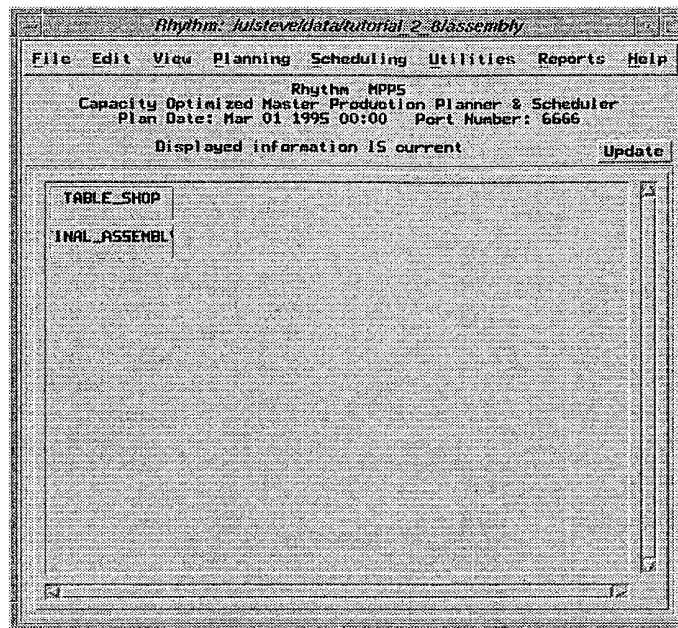 Rhythm: /u/steve/data/tutorial_2_8/assembly
File Edit View Planning Scheduling Utilities Reports Help
Rhythm MPPS
Capacity Optimized Master Production Planner & Scheduler
Plan Date: Mar 01 1995 00:00 Port Number: 6666
Displayed information IS current
Update
TABLE_SHOP
INAL_ASSEMBLY